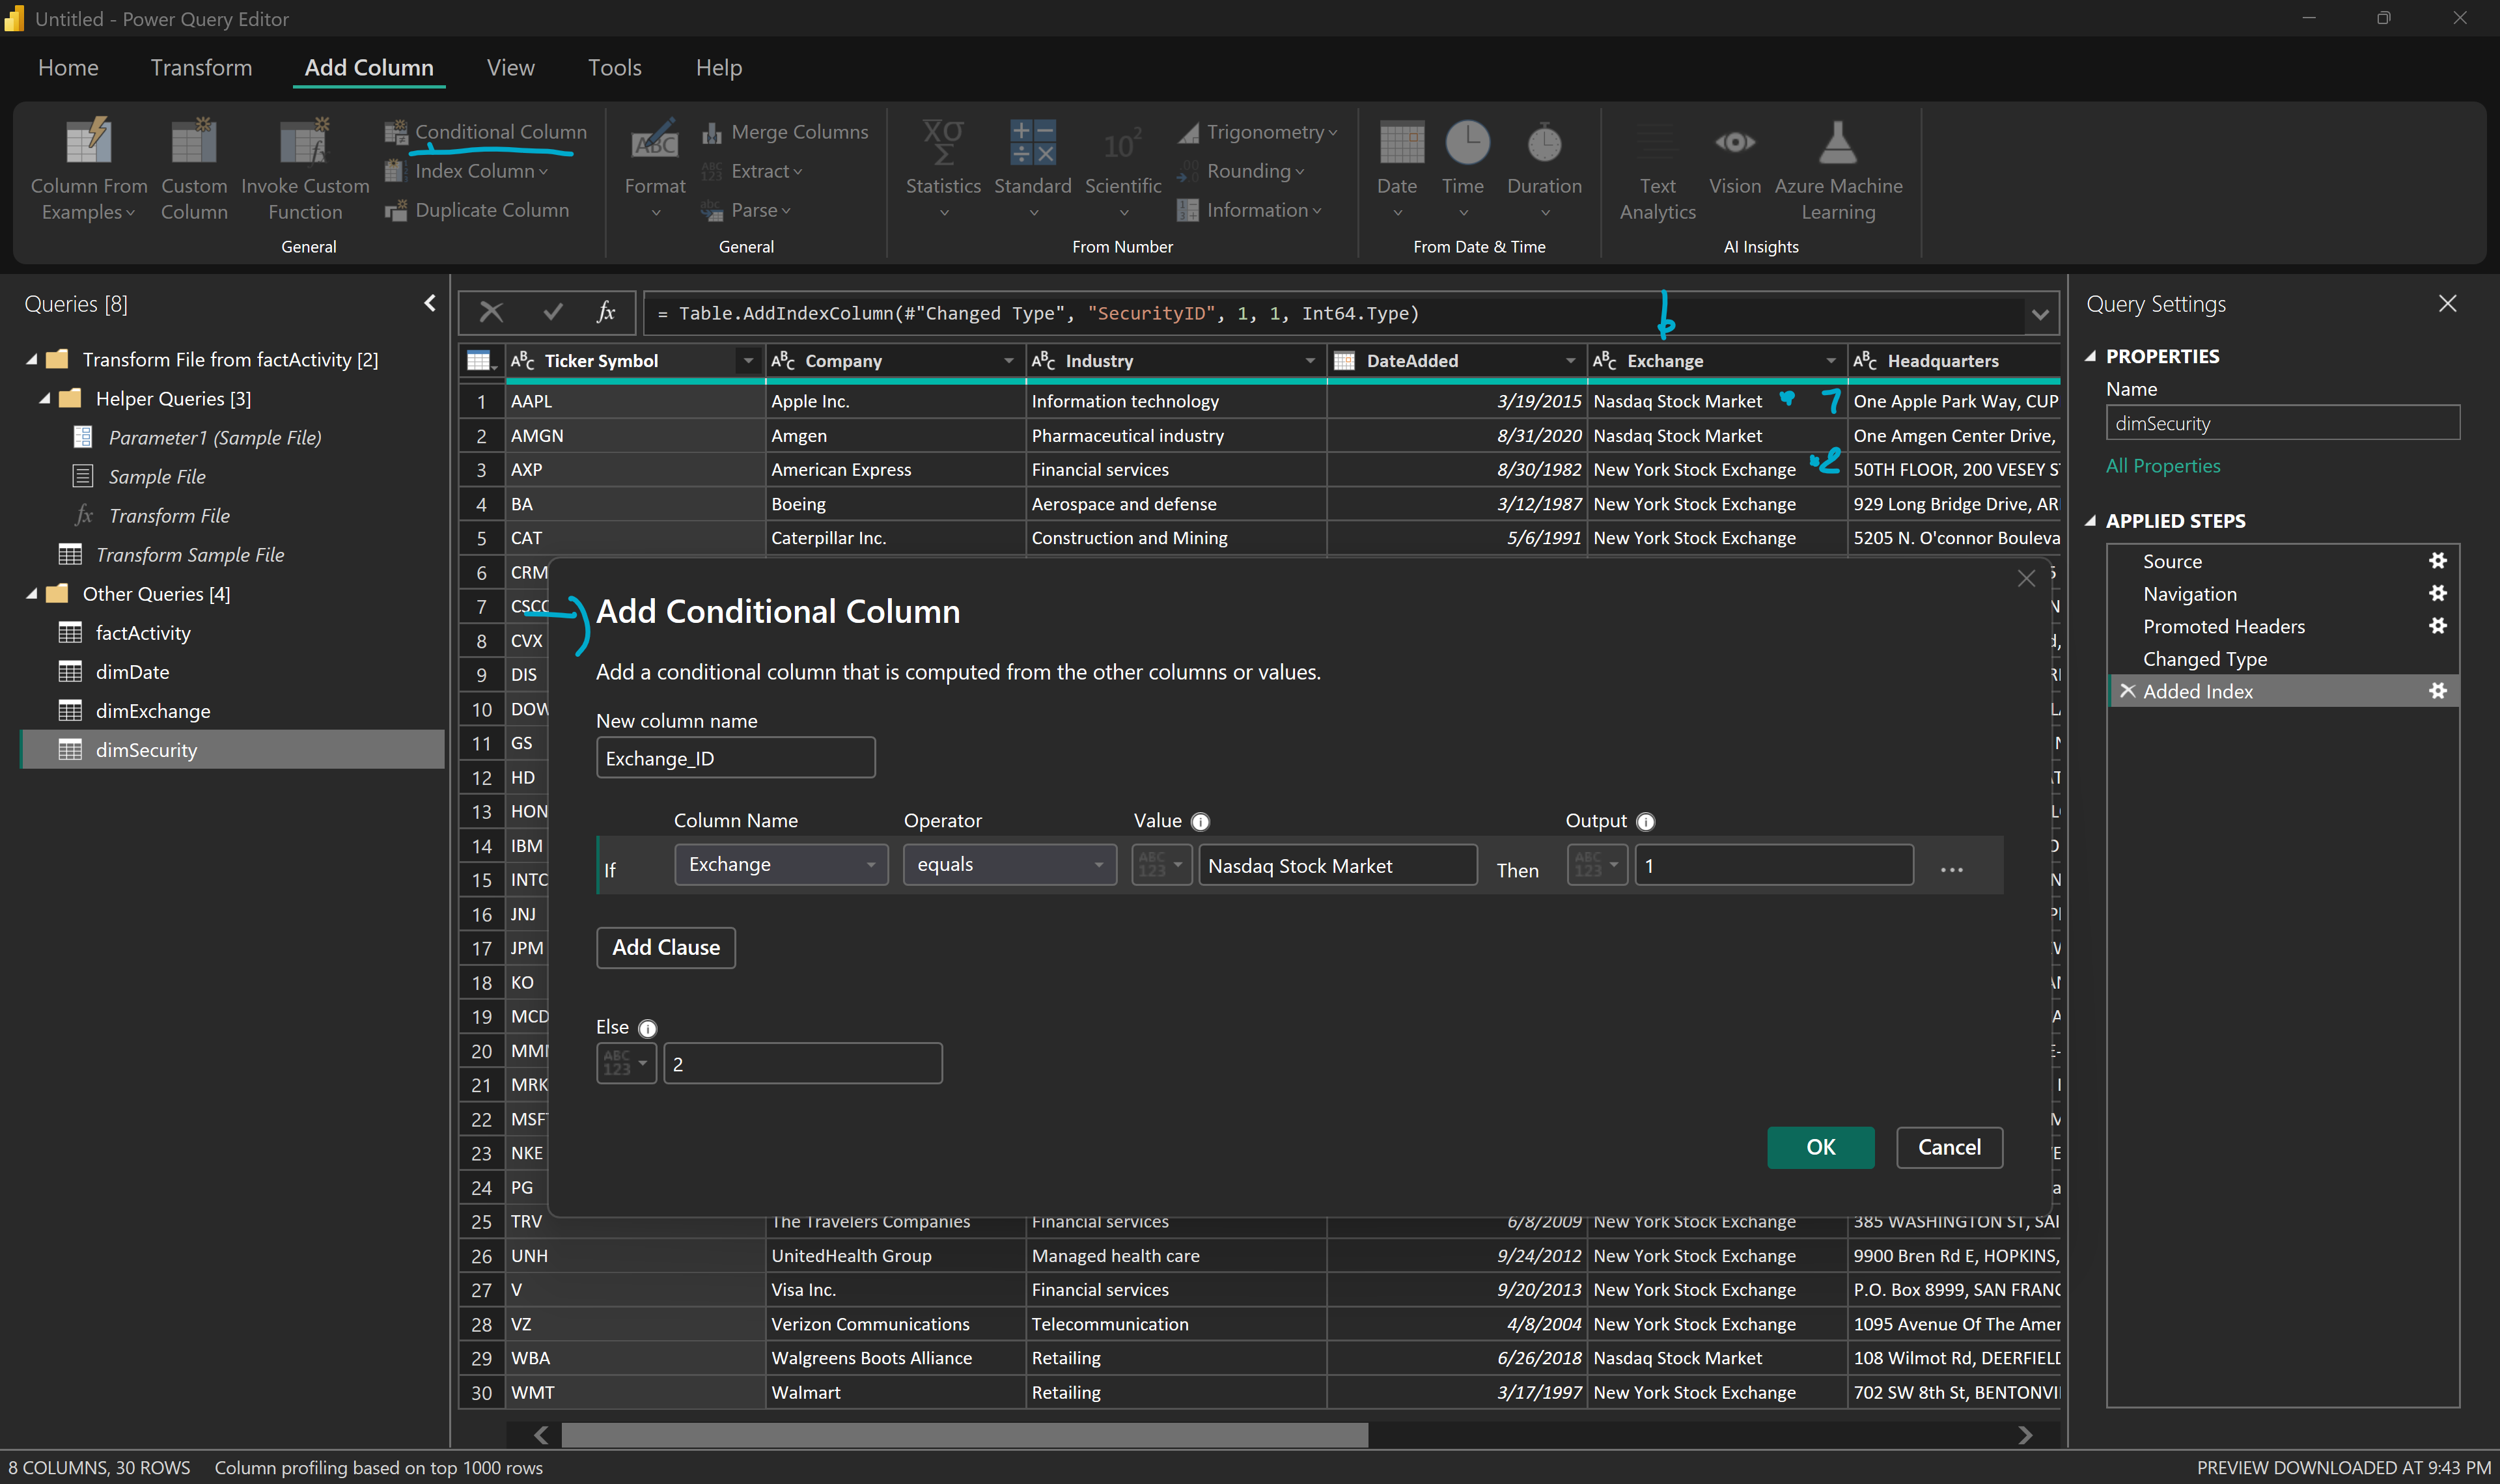 Untitled - Power Query Editor
Home Transform Add Column View Tools Help
Column From Examples
Custom Column
Invoke Custom Function
Conditional Column
Index Column
Duplicate Column
General
Format
Merge Columns
Extract
Parse
General
Statistics
Standard
Scientific
Trigonometry
Rounding
Information
From Number
Date
Time
Duration
From Date & Time
Text Analytics
Vision
Azure Machine Learning
AI Insights
Queries [8]
Transform File from factActivity [2]
Helper Queries [3]
Parameter1 (Sample File)
Sample File
fx Transform File
Transform Sample File
Other Queries [4]
factActivity
dimDate
dimExchange
dimSecurity
fx = Table.AddIndexColumn(#"Changed Type", "SecurityID", 1, 1, Int64.Type)
Ticker Symbol Company Industry DateAdded Exchange Headquarters
1 AAPL Apple Inc. Information technology 3/19/2015 Nasdaq Stock Market One Apple Park Way, CUP
2 AMGN Amgen Pharmaceutical industry 8/31/2020 Nasdaq Stock Market One Amgen Center Drive,
3 AXP American Express Financial services 8/30/1982 New York Stock Exchange 2 50TH FLOOR, 200 VESEY S
4 BA Boeing Aerospace and defense 3/12/1987 New York Stock Exchange 929 Long Bridge Drive, AR
5 CAT Caterpillar Inc. Construction and Mining 5/6/1991 New York Stock Exchange 5205 N. O'connor Bouleva
6 CRM
7 CSCO
8 CVX
9 DIS
10 DOW
11 GS
12 HD
13 HON
14 IBM
15 INTC
16 JNJ
17 JPM
18 KO
19 MCD
20 MM
21 MRK
22 MSF
23 NKE
24 PG
25 TRV The Travelers Companies Financial services 6/8/2009 New York Stock Exchange 385 WASHINGTON ST, SAI
26 UNH UnitedHealth Group Managed health care 9/24/2012 New York Stock Exchange 9900 Bren Rd E, HOPKINS,
27 V Visa Inc. Financial services 9/20/2013 New York Stock Exchange P.O. Box 8999, SAN FRANC
28 VZ Verizon Communications Telecommunication 4/8/2004 New York Stock Exchange 1095 Avenue Of The Amer
29 WBA Walgreens Boots Alliance Retailing 6/26/2018 Nasdaq Stock Market 108 Wilmot Rd, DEERFIELD
30 WMT Walmart Retailing 3/17/1997 New York Stock Exchange 702 SW 8th St, BENTONVI
Add Conditional Column
Add a conditional column that is computed from the other columns or values.
New column name
Exchange_ID
Column Name Operator Value Output
If Exchange equals ABC 123 Nasdaq Stock Market Then ABC 123 1 ...
Add Clause
Else
ABC 123 2
OK Cancel
Query Settings
PROPERTIES
Name
dimSecurity
All Properties
APPLIED STEPS
Source
Navigation
Promoted Headers
Changed Type
Added Index
8 COLUMNS, 30 ROWS Column profiling based on top 1000 rows
PREVIEW DOWNLOADED AT 9:43 PM